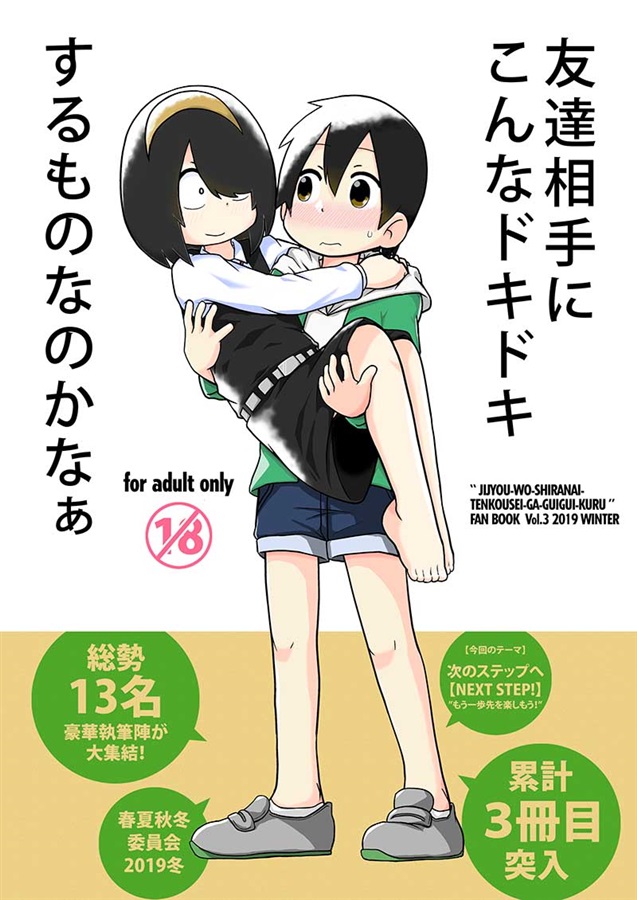 友達相手に
こんなドキドキ
するものなのかなぁ
for adult only
18
“ JIJYOU-WO-SHIRANAI-
TENKOUSEI-GA-GUIGUI-KURU ”
FAN BOOK Vol.3 2019 WINTER
総勢
13名
豪華執筆陣が
大集結!
【今回のテーマ】
次のステップへ
【NEXT STEP!】
“もう一歩先を楽しもう!”
春夏秋冬
委員会
2019冬
累計
3冊目
突入